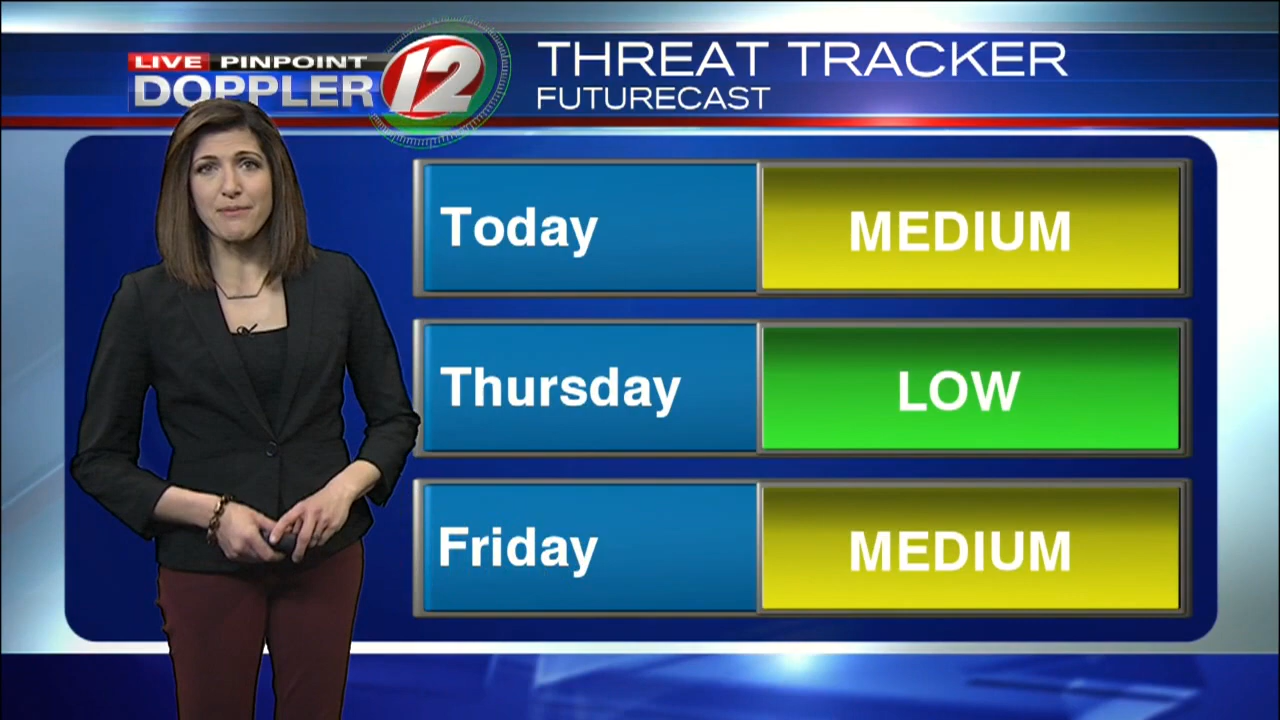 LIVE PINPOINT
DOPPLER 12
THREAT TRACKER
FUTURECAST
Today MEDIUM
Thursday LOW
Friday MEDIUM